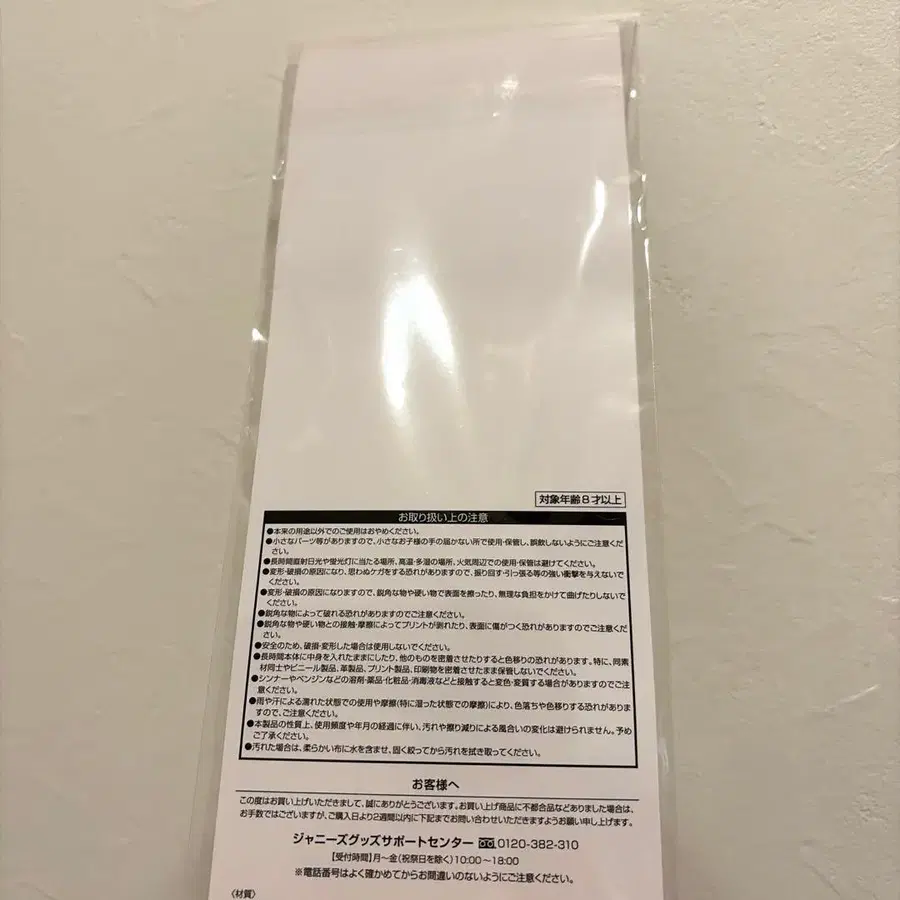 対象年齢8才以上
お取り扱い上の注意
●本来の用途以外でのご使用はおやめください。
●小さなパーツ等がありますので、小さなお子様の手の届かない所で使用・保管し、誤飲しないようにご注意くだ
さい。
●長時間直射日光や蛍光灯に当たる場所、高温・多湿の場所、火気周辺での使用・保管は避けてください。
●変形・破損の原因になり、思わぬケガをする恐れがありますので、振り回す・引っ張る等の強い衝撃を与えないで
ください。
●変形・破損の原因になりますので、鋭角な物や硬い物で表面を擦ったり、無理な負担をかけて曲げたりしないで
ください。
●鋭角な物によって破れる恐れがありますのでご注意ください。
●鋭角な物や硬い物との接触・摩擦によってプリントが剥れたり、表面に傷がつく恐れがありますのでご注意くだ
さい。
●安全のため、破損・変形した場合は使用しないでください。
●長時間本体に中身を入れたままにしたり、他のものを密着させたりすると色移りの恐れがあります。特に、同素
材同士やビニール製品、革製品、プリント製品、印刷物を密着させたまま保管しないでください。
●シンナーやベンジンなどの溶剤・薬品・化粧品・消毒液などと接触すると変色・変質する場合がありますのでご注
意ください。
●雨や汗による濡れた状態での使用や摩擦(特に湿った状態での摩擦)により、色落ちや色移りする恐れがありま
すので、ご注意ください。
●本製品の性質上、使用頻度や年月の経過に伴い、汚れや擦り減りによる風合いの変化は避けられません。予め
ご了承ください。
●汚れた場合は、柔らかい布に水を含ませ、固く絞ってから汚れを拭き取ってください。
お客様へ
この度はお買い上げいただきまして、誠にありがとうございます。お買い上げ商品に不都合品などありました場合は、
お手数ではございますが、ご購入日より2週間以内に下記までお問い合わせいただきますようお願い申し上げます。
ジャニーズグッズサポートセンター 0120-382-310
【受付時間】月～金(祝祭日を除く)10:00～18:00
※電話番号はよく確かめてからお間違いのないようにご注意ください。
〈材質〉